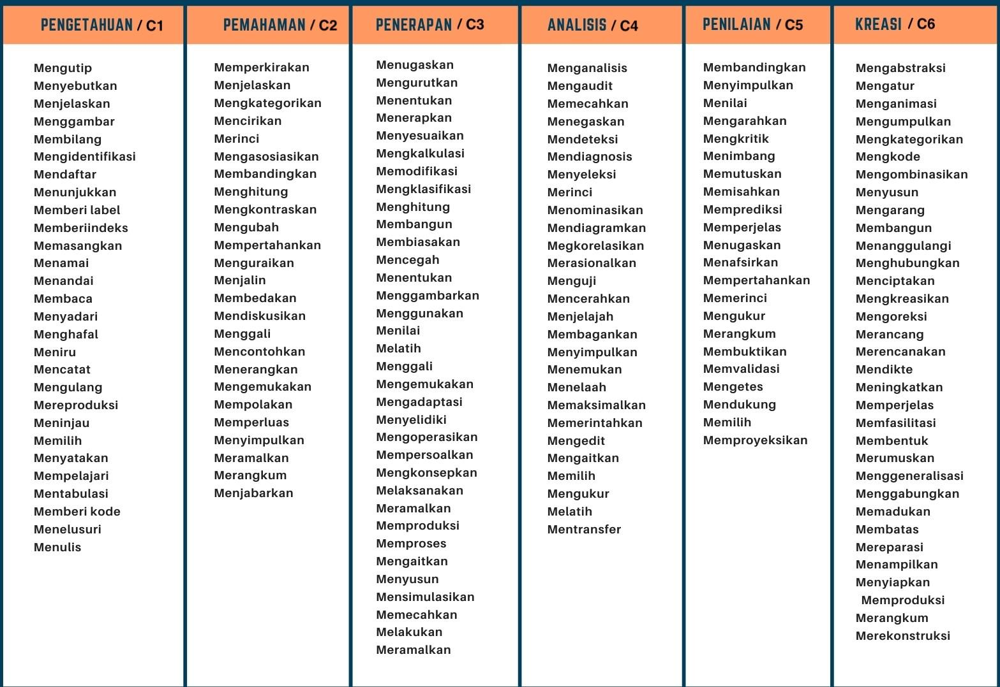 PENGETAHUAN / C1
Mengutip
Menyebutkan
Menjelaskan
Menggambar
Membilang
Mengidentifikasi
Mendaftar
Menunjukkan
Memberi label
Memberiindeks
Memasangkan
Menamai
Menandai
Membaca
Menyadari
Menghafal
Meniru
Mencatat
Mengulang
Mereproduksi
Meninjau
Memilih
Menyatakan
Mempelajari
Mentabulasi
Memberi kode
Menelusuri
Menulis
PEMAHAMAN / C2
Memperkirakan
Menjelaskan
Mengkategorikan
Mencirikan
Merinci
Mengasosiasikan
Membandingkan
Menghitung
Mengkontraskan
Mengubah
Mempertahankan
Menguraikan
Menjalin
Membedakan
Mendiskusikan
Menggali
Mencontohkan
Menerangkan
Mengemukakan
Mempolakan
Memperluas
Menyimpulkan
Meramalkan
Merangkum
Menjabarkan
PENERAPAN / C3
Menugaskan
Mengurutkan
Menentukan
Menerapkan
Menyesuaikan
Mengkalkulasi
Memodifikasi
Mengklasifikasi
Menghitung
Membangun
Membiasakan
Mencegah
Menentukan
Menggambarkan
Menggunakan
Menilai
Melatih
Menggali
Mengemukakan
Mengadaptasi
Menyelidiki
Mengoperasikan
Mempersoalkan
Mengkonsepkan
Melaksanakan
Meramalkan
Memproduksi
Memproses
Mengaitkan
Menyusun
Mensimulasikan
Memecahkan
Melakukan
Meramalkan
ANALISIS / C4
Menganalisis
Mengaudit
Memecahkan
Menegaskan
Mendeteksi
Mendiagnosis
Menyeleksi
Merinci
Menominasikan
Mendiagramkan
Megkorelasikan
Merasionalkan
Menguji
Mencerahkan
Menjelajah
Membagankan
Menyimpulkan
Menemukan
Menelaah
Memaksimalkan
Memerintahkan
Mengedit
Mengaitkan
Memilih
Mengukur
Melatih
Mentransfer
PENILAIAN / C5
Membandingkan
Menyimpulkan
Menilai
Mengarahkan
Mengkritik
Menimbang
Memutuskan
Memisahkan
Memprediksi
Memperjelas
Menugaskan
Menafsirkan
Mempertahankan
Memerinci
Mengukur
Merangkum
Membuktikan
Memvalidasi
Mengetes
Mendukung
Memilih
Memproyeksikan
KREASI / C6
Mengabstraksi
Mengatur
Menganimasi
Mengumpulkan
Mengkategorikan
Mengkode
Mengombinasikan
Menyusun
Mengarang
Membangun
Menanggulangi
Menghubungkan
Menciptakan
Mengkreasikan
Mengoreksi
Merancang
Merencanakan
Mendikte
Meningkatkan
Memperjelas
Memfasilitasi
Membentuk
Merumuskan
Menggeneralisasi
Menggabungkan
Memadukan
Membatas
Mereparasi
Menampilkan
Menyiapkan
Memproduksi
Merangkum
Merekonstruksi